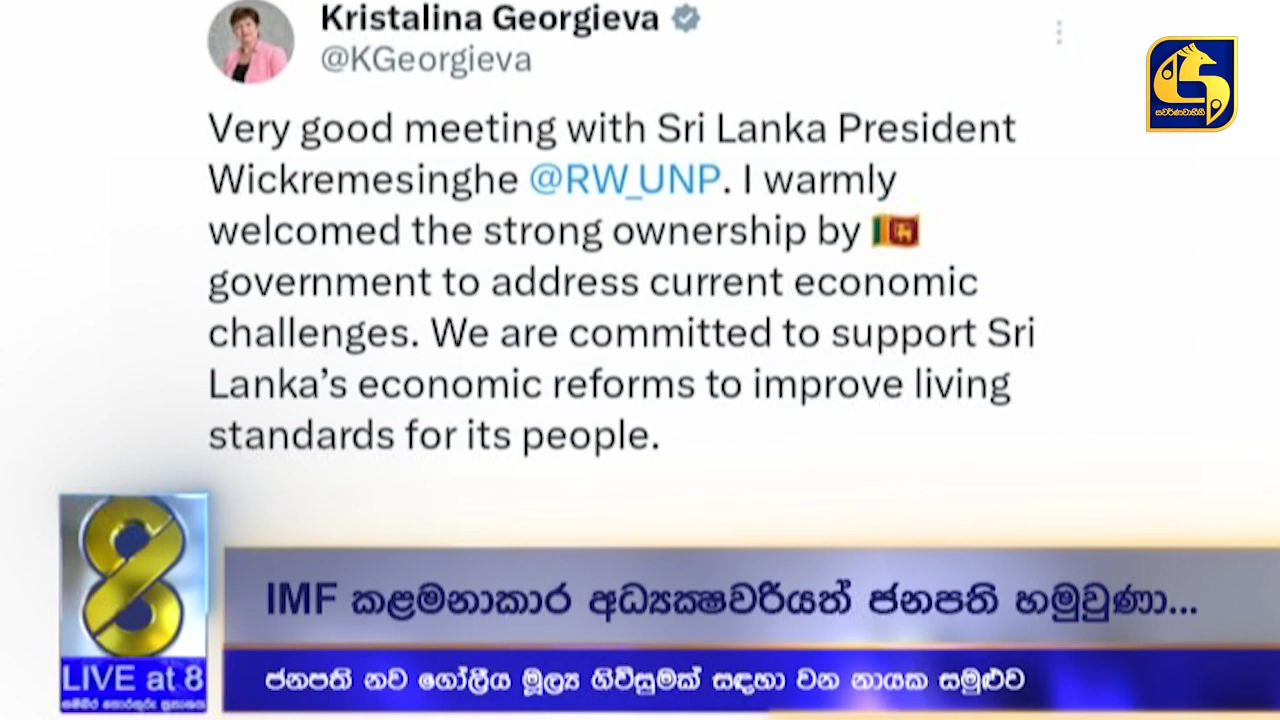 Kristalina Georgieva
@KGeorgieva
Very good meeting with Sri Lanka President
Wickremesinghe @RW_UNP. I warmly
welcomed the strong ownership by 🇱🇰
government to address current economic
challenges. We are committed to support Sri
Lanka’s economic reforms to improve living
standards for its people.
ස්වර්ණවාහිනී
8
LIVE at 8
IMF කළමනාකාර අධ්‍යක්ෂවරියත් ජනපති හමුවුණා...
ජනපති නව ගෝලීය මූල්‍ය ගිවිසුමක් සඳහා වන නායක සමුළුව